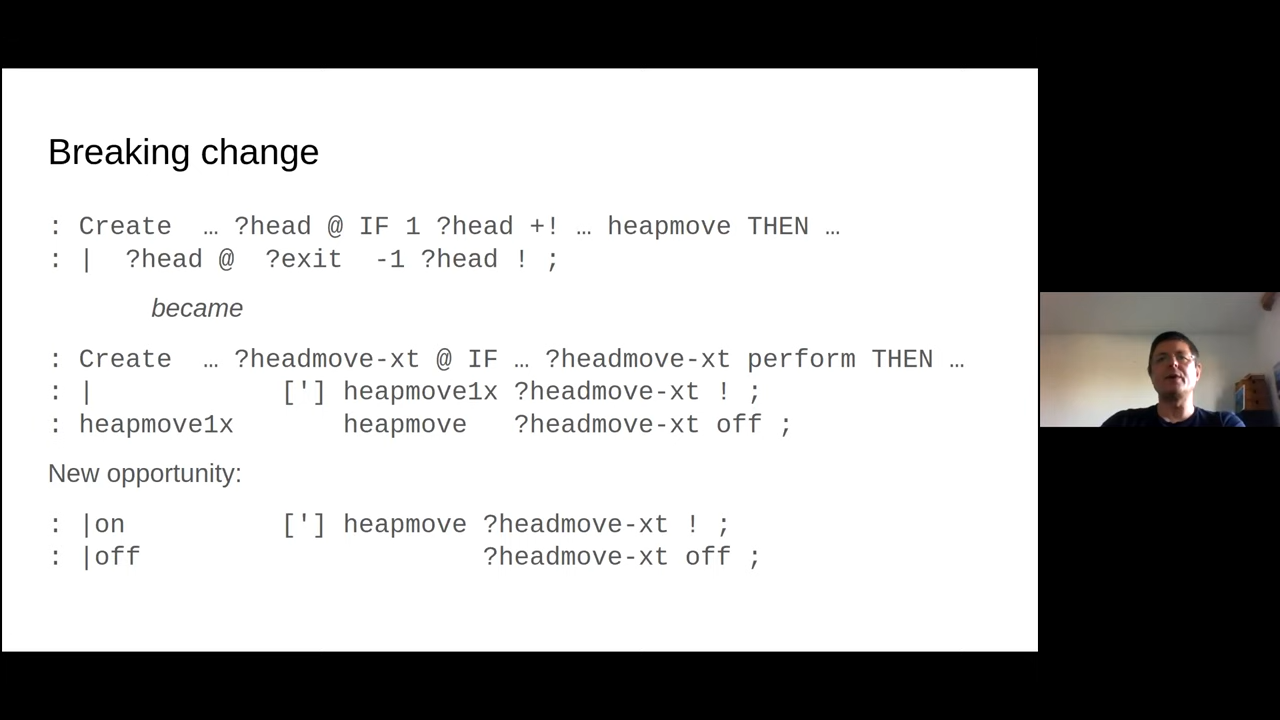 Breaking change
: Create  … ?head @ IF 1 ?head +! … heapmove THEN …
: |  ?head @  ?exit  -1 ?head ! ;
became
: Create  … ?headmove-xt @ IF … ?headmove-xt perform THEN …
: |            ['] heapmove1x ?headmove-xt ! ;
: heapmove1x       heapmove   ?headmove-xt off ;
New opportunity:
: |on          ['] heapmove ?headmove-xt ! ;
: |off                      ?headmove-xt off ;